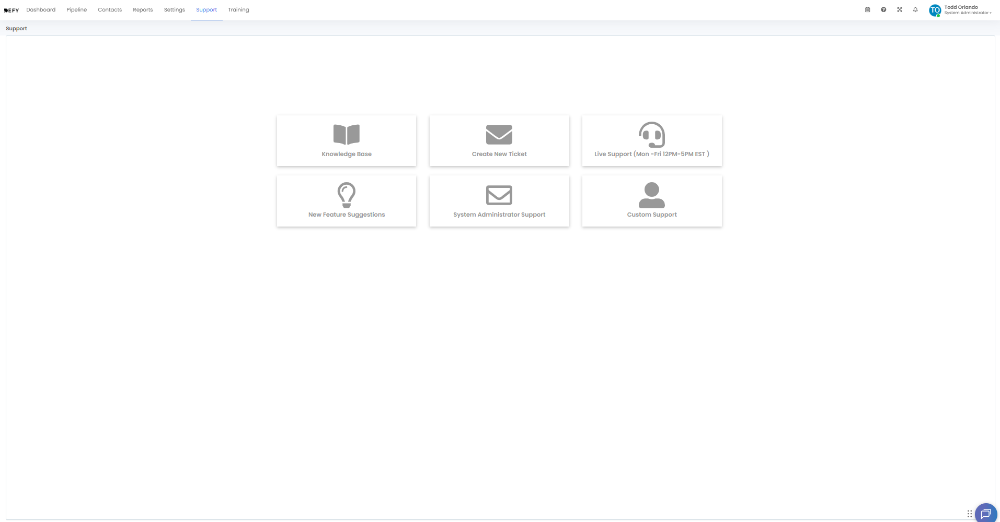 DEFY Dashboard Pipeline Contacts Reports Settings Support Training
TO Todd Orlando
System Administrator
Support
Knowledge Base
Create New Ticket
Live Support (Mon -Fri 12PM-5PM EST )
New Feature Suggestions
System Administrator Support
Custom Support